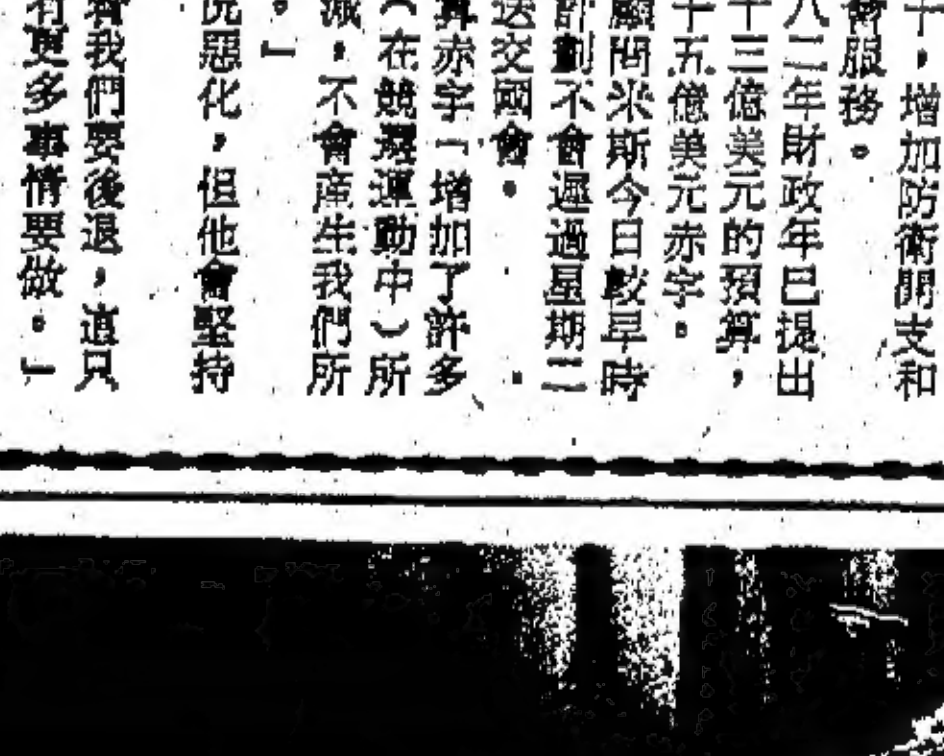 ，增加防衛開支和
會服務。
八二年財政年已提出
十三億美元的預算，
十五億美元赤字。
顧問米斯今日較早時
計劃不會遲過星期二
送交國會。
算赤字「增加了許多
（在競選運動中）所
減，不會產生我們所
。」
況惡化，但他會堅持
我們要後退，這只
有更多事情要做。」